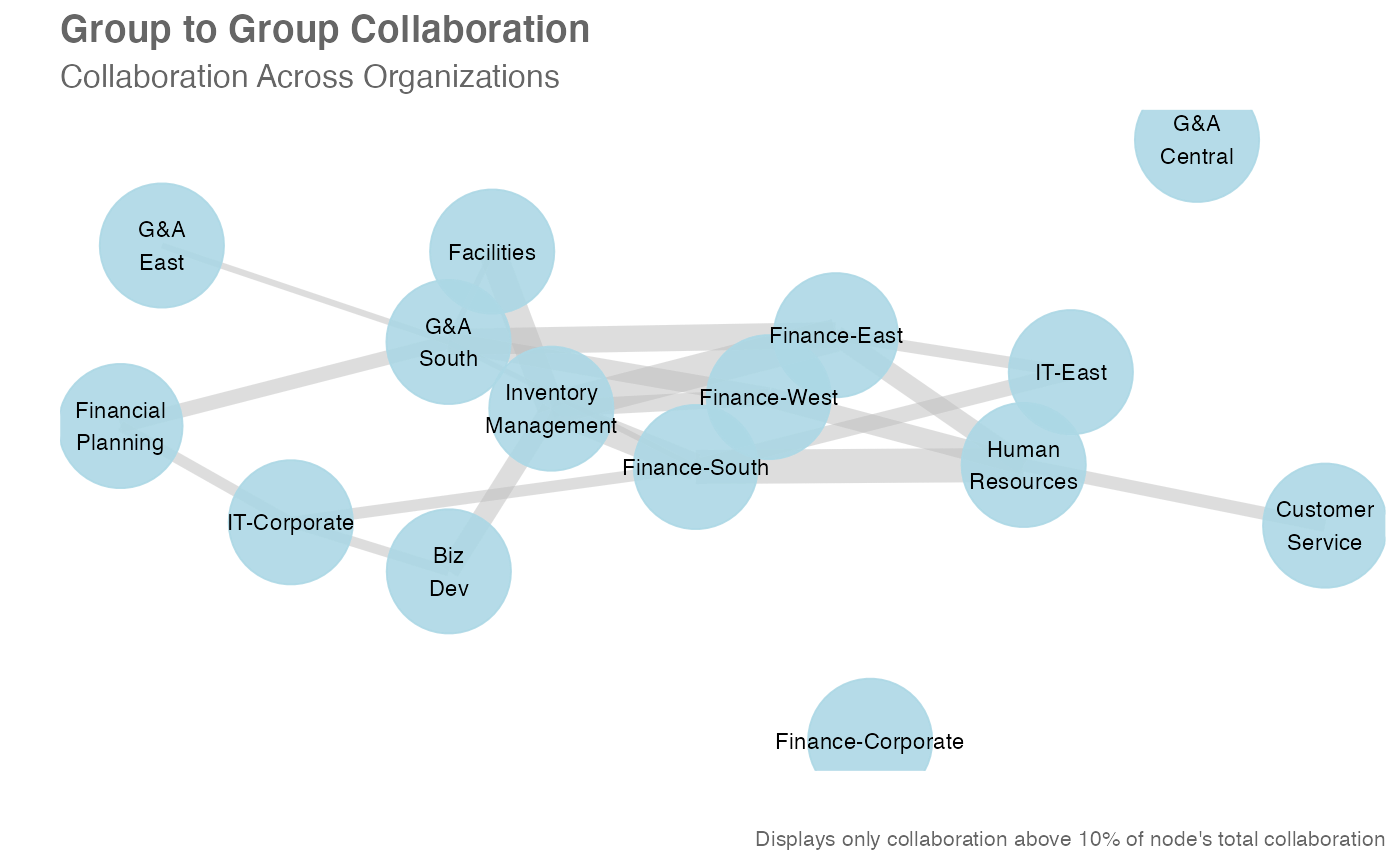 Group to Group Collaboration
Collaboration Across Organizations
G&A
Central
G&A
East
Facilities
G&A
South
Finance-East
IT-East
Inventory
Management
Finance-West
Financial
Planning
Finance-South
Human
Resources
IT-Corporate
Customer
Service
Biz
Dev
Finance-Corporate
Displays only collaboration above 10% of node's total collaboration